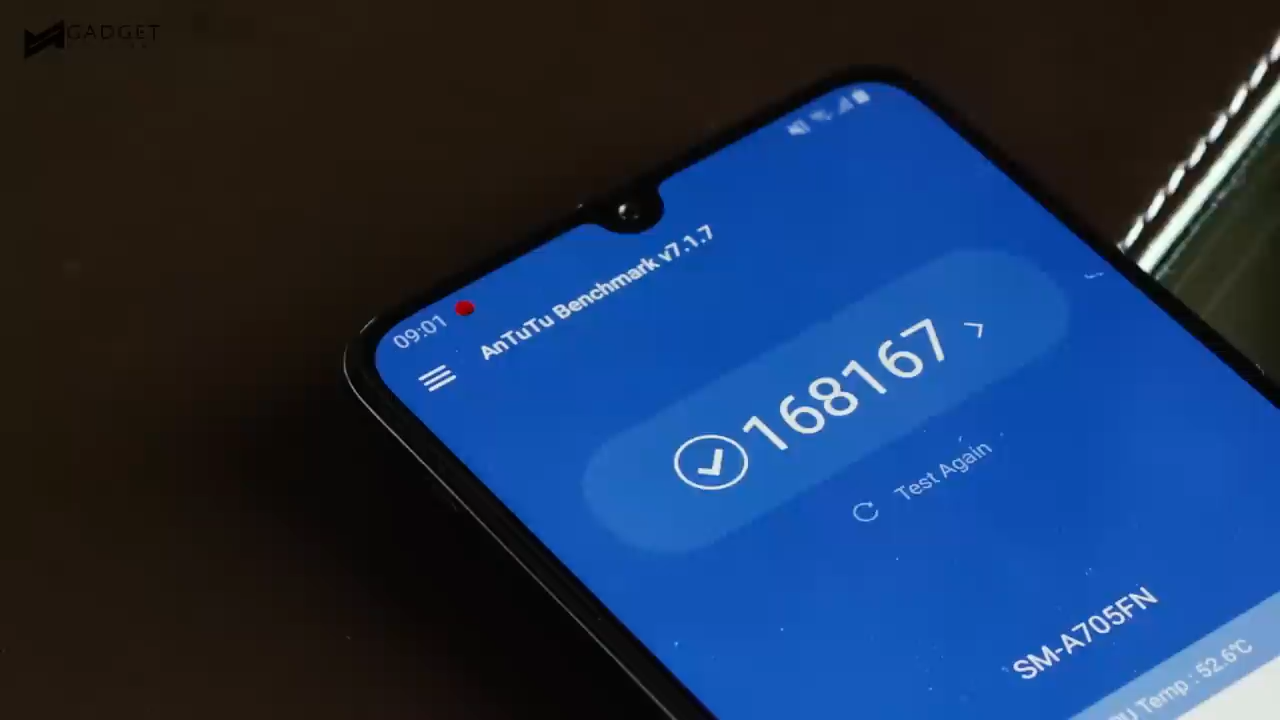 GADGET
09:01
AnTuTu Benchmark v7.1.7
168167
Test Again
SM-A705FN
Temp : 52.6°C